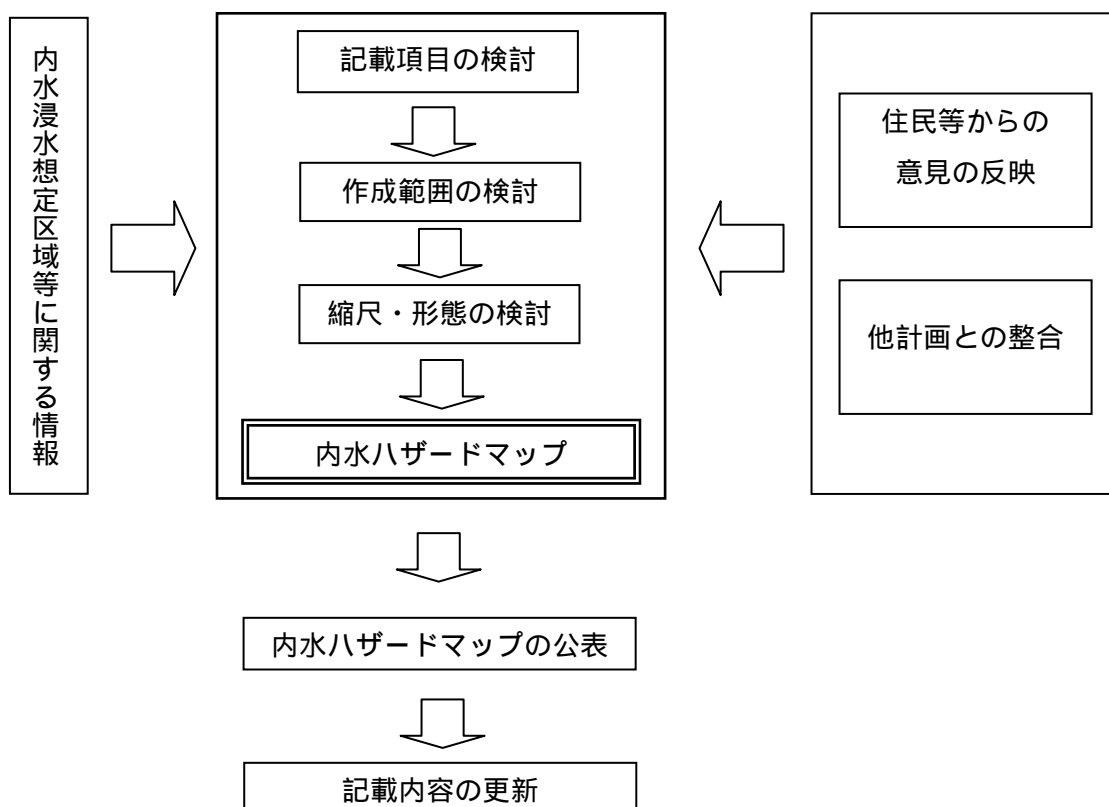 内水浸水想定区域等に関する情報
記載項目の検討
作成範囲の検討
縮尺・形態の検討
内水ハザードマップ
住民等からの
意見の反映
他計画との整合
内水ハザードマップの公表
記載内容の更新